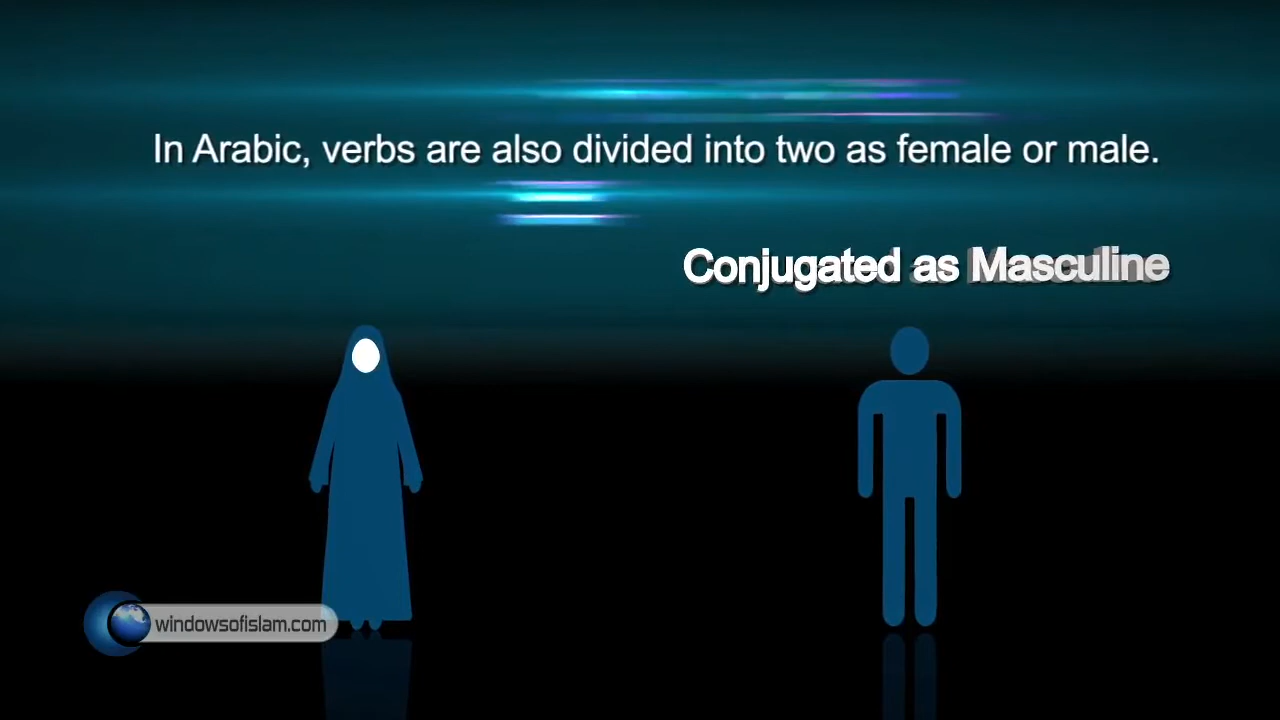 In Arabic, verbs are also divided into two as female or male.
Conjugated as Masculine
windowsofislam.com